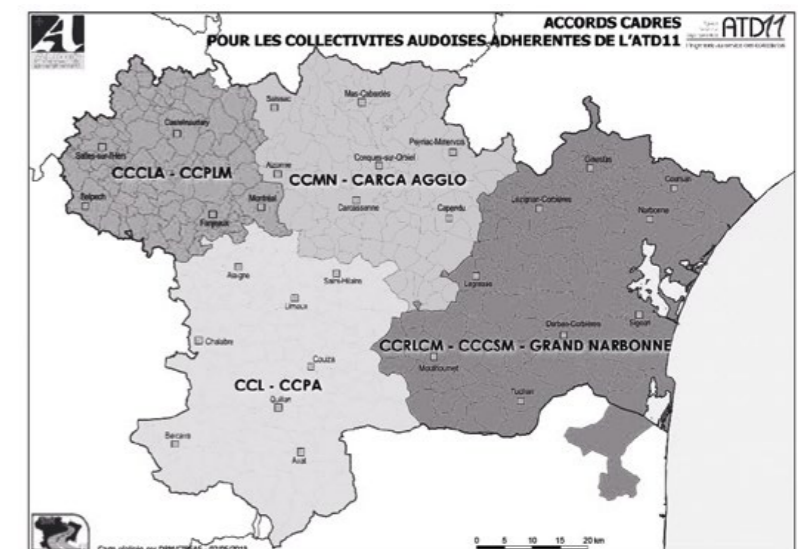 ACCORDS CADRES
POUR LES COLLECTIVITES AUDOISES ADHERENTES DE L'ATD11
ATD11
Saissac
Mas-Cabardès
Castelnaudary
Salles-sur-l'Hers
Peyriac-Minervois
Conques-sur-Orbiel
Alzonne
CCCLA - CCPLM
CCMN - CARCA AGGLO
Belpech
Fanjeaux
Montréal
Carcassonne
Capendu
Ginestas
Coursan
Lézignan-Corbières
Narbonne
Alaigne
Saint-Hilaire
Lagrasse
Limoux
Durban-Corbières
Sigean
Chalabre
CCRLCM - CCCSM - GRAND NARBONNE
Mouthoumet
Couiza
CCL - CCPA
Quillan
Tuchan
Belcaire
Axat
0 5 10 15 20 km